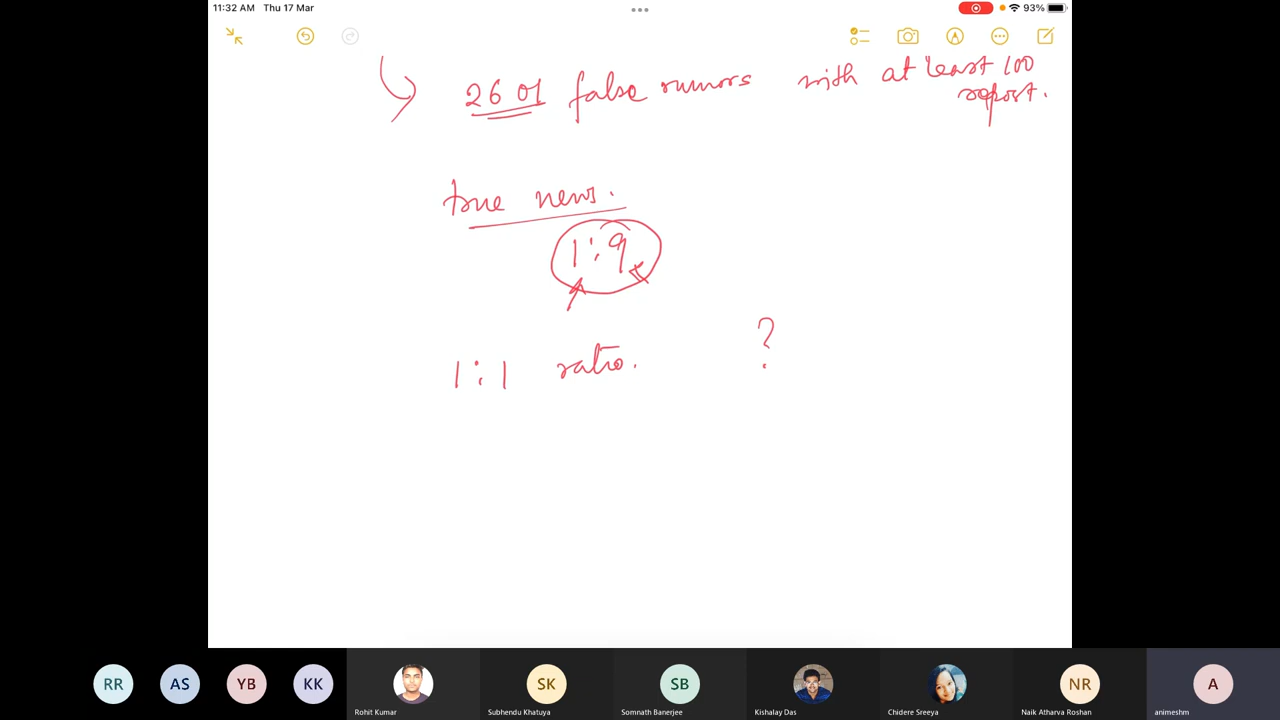 11:32 AM Thu 17 Mar
93%
2601 false rumors with at least 100
repost.
true news.
1:9
1:1 ratio. ?
RR
AS
YB
KK
SK
SB
NR
A
Rohit Kumar
Subhendu Khatuya
Somnath Banerjee
Kishalay Das
Chidere Sreeya
Naik Atharva Roshan
animeshm